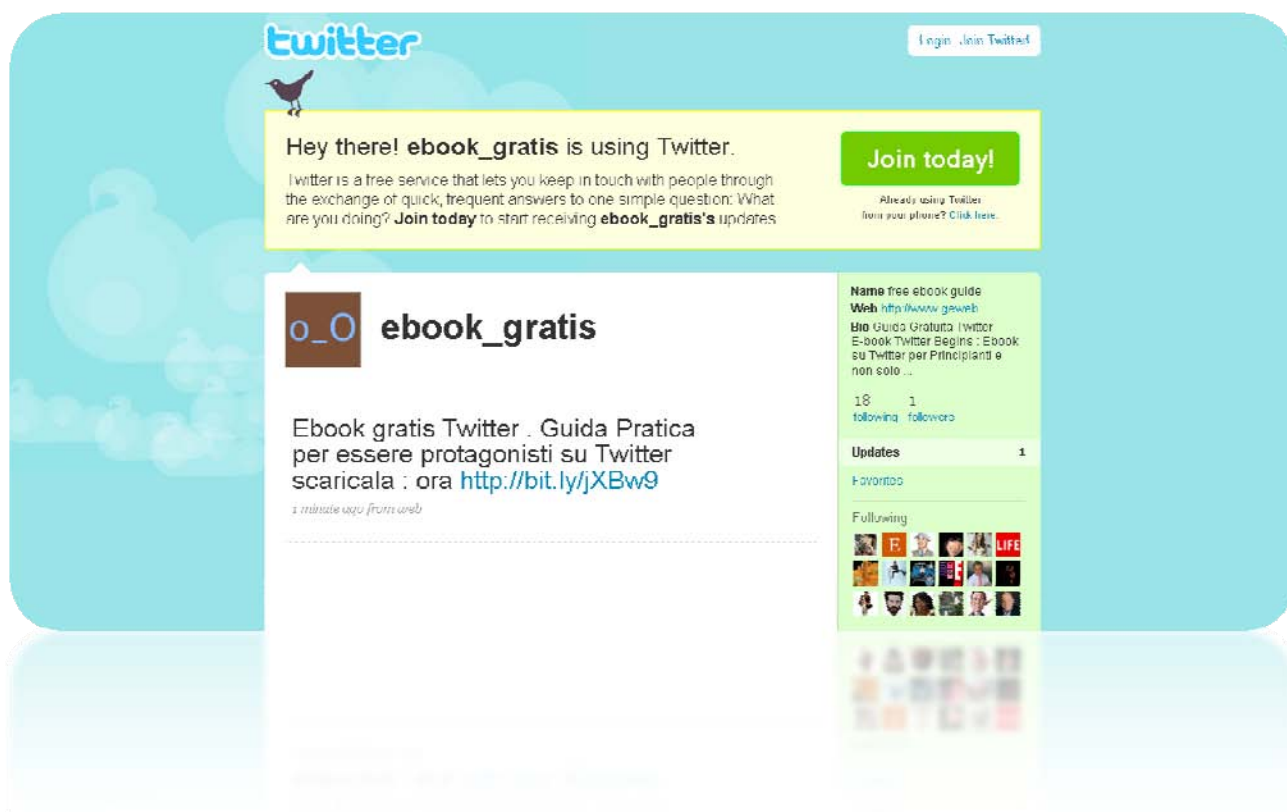 twitter
Login Join Twitter!
Hey there! ebook_gratis is using Twitter.
Twitter is a free service that lets you keep in touch with people through
the exchange of quick, frequent answers to one simple question: What
are you doing? Join today to start receiving ebook_gratis's updates
Join today!
Already using Twitter
from your phone? Click here.
o_O
ebook_gratis
Ebook gratis Twitter . Guida Pratica
per essere protagonisti su Twitter
scaricala : ora http://bit.ly/jXBw9
1 minute ago from web
Name free ebook guide
Web http://www.geweb
Bio Guida Gratuita Twitter
E-book Twitter Begins : Ebook
su Twitter per Principianti e
non solo ...
18 1
following followers
Updates 1
Favorites
Following
E
LIFE